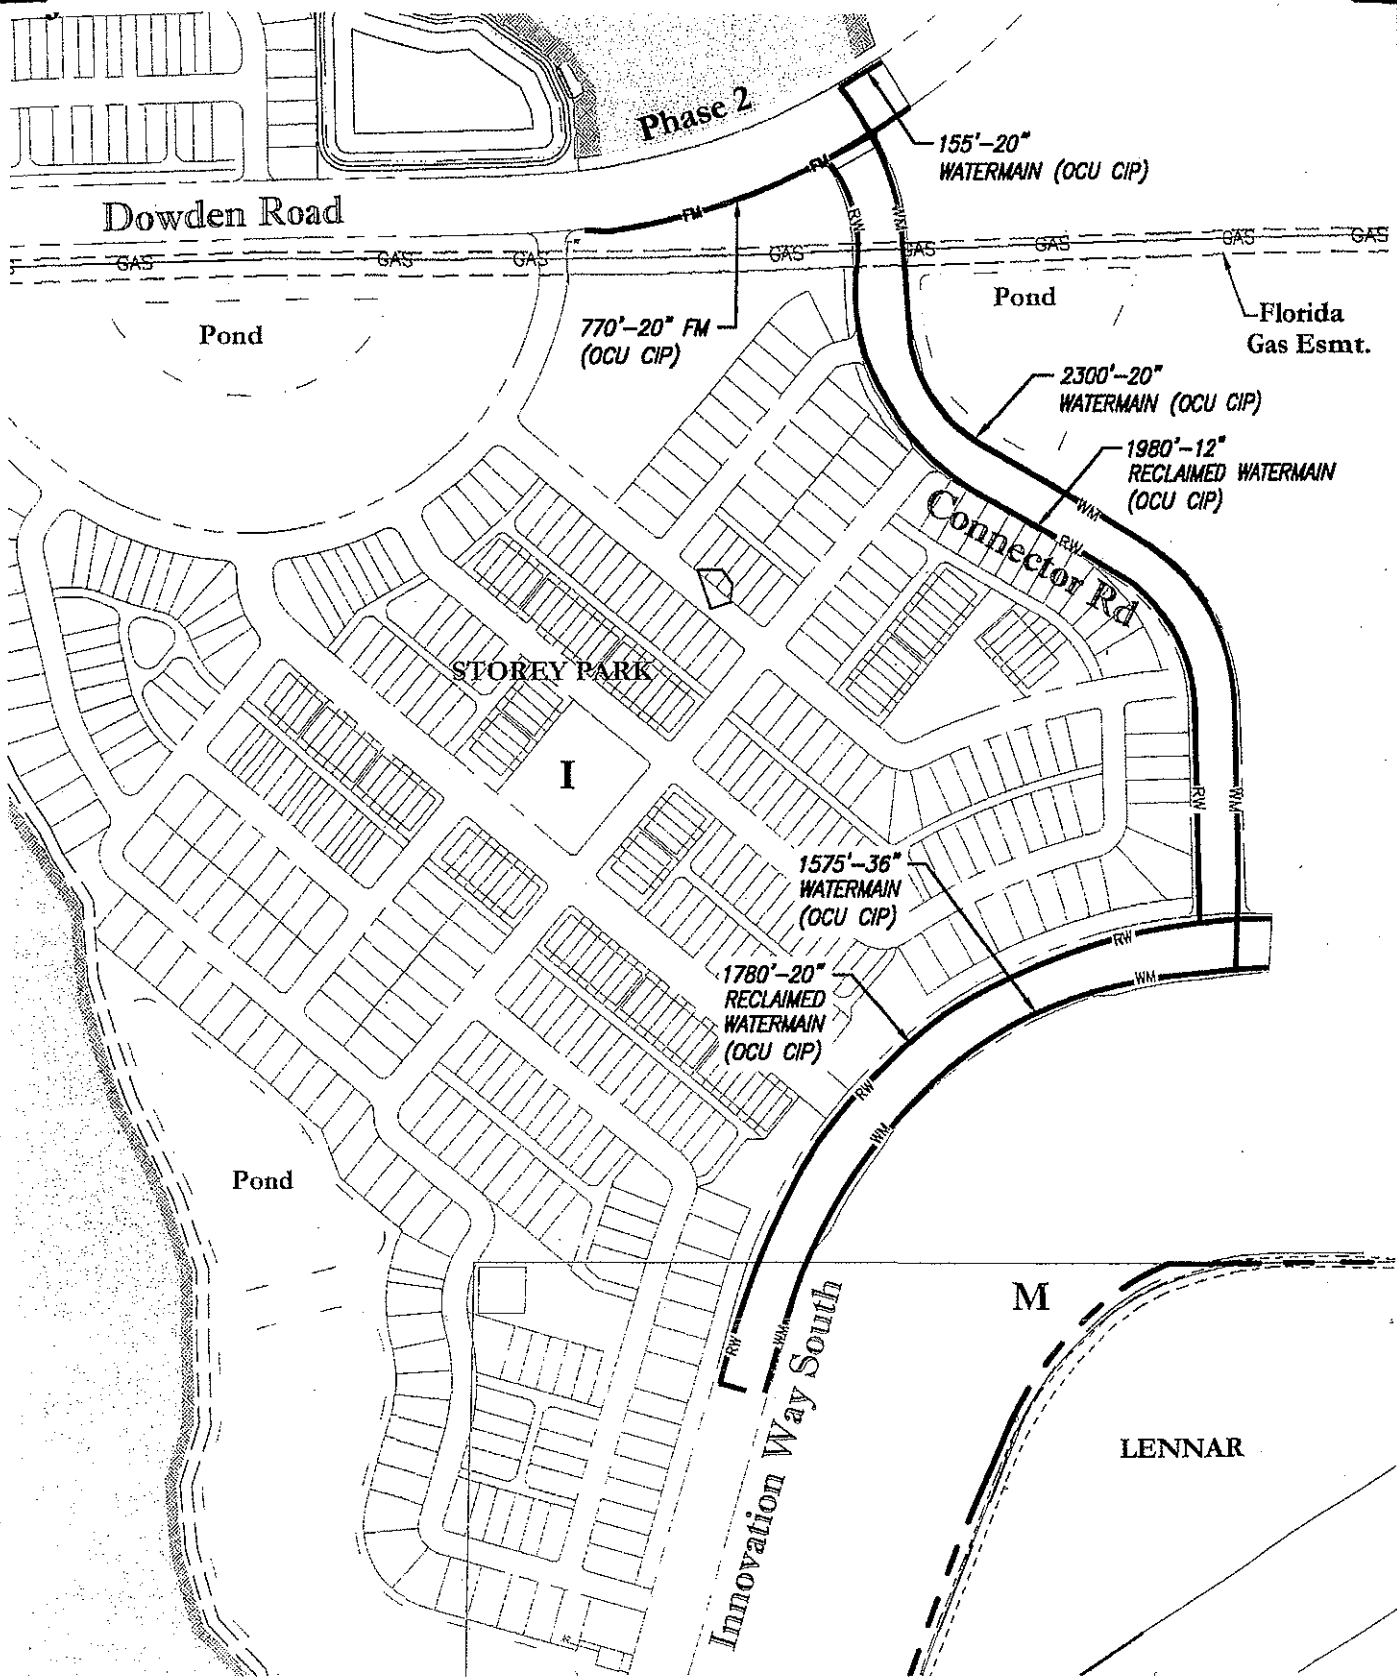 Phase 2
155'-20"
WATERMAIN (OCU CIP)
Dowden Road
FM
FM
RW
WM
GAS
GAS
GAS
GAS
GAS
GAS
GAS
GAS
Pond
Pond
Florida
Gas Esmt.
770'-20" FM
(OCU CIP)
2300'-20"
WATERMAIN (OCU CIP)
1980'-12"
RECLAIMED WATERMAIN
(OCU CIP)
WM
RW
Connector Rd
STOREY PARK
I
RW
WM
1575'-36"
WATERMAIN
(OCU CIP)
RW
WM
1780'-20"
RECLAIMED
WATERMAIN
(OCU CIP)
RW
WM
Pond
M
RW
WM
Innovation Way South
LENNAR